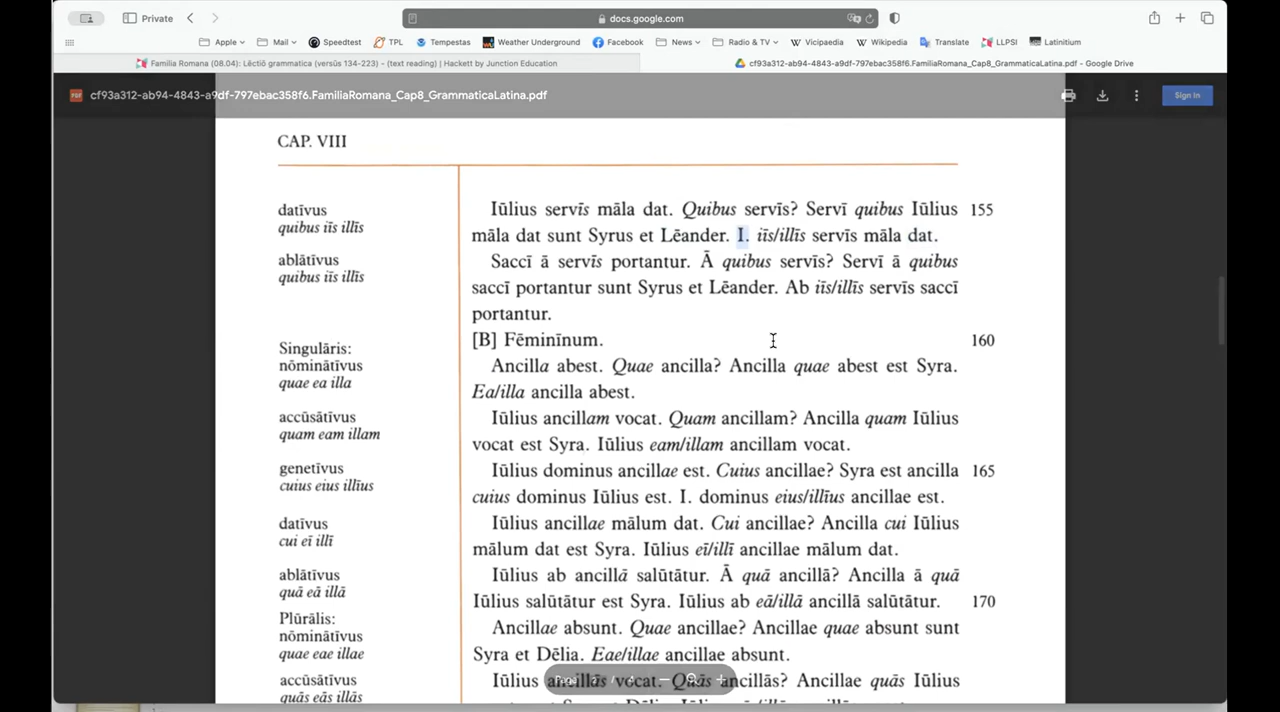 Private
docs.google.com
Apple
Mail
Speedtest
TPL
Tempestas
Weather Underground
Facebook
News
Radio & TV
Vicipaedia
Wikipedia
Translate
LLPSI
Latinitium
Familia Romana (08.04): Lēctiō grammatica (versūs 134-223) - (text reading) | Hackett by Junction Education
cf93a312-ab94-4843-a9df-797ebac358f6.FamiliaRomana_Cap8_GrammaticaLatina.pdf - Google Drive
PDF
cf93a312-ab94-4843-a9df-797ebac358f6.FamiliaRomana_Cap8_GrammaticaLatina.pdf
Sign in
CAP. VIII
datīvus
quibus iīs illīs
ablātīvus
quibus iīs illīs
Singulāris:
nōminātīvus
quae ea illa
accūsātīvus
quam eam illam
genetīvus
cuius eius illīus
datīvus
cui eī illī
ablātīvus
quā eā illā
Plūrālis:
nōminātīvus
quae eae illae
accūsātīvus
quās eās illās
Iūlius servīs māla dat. Quibus servīs? Servī quibus Iūlius 155
māla dat sunt Syrus et Lēander. I. iīs/illīs servīs māla dat.
Saccī ā servīs portantur. Ā quibus servīs? Servī ā quibus
saccī portantur sunt Syrus et Lēander. Ab iīs/illīs servīs saccī
portantur.
[B] Fēminīnum. 160
Ancilla abest. Quae ancilla? Ancilla quae abest est Syra.
Ea/illa ancilla abest.
Iūlius ancillam vocat. Quam ancillam? Ancilla quam Iūlius
vocat est Syra. Iūlius eam/illam ancillam vocat.
Iūlius dominus ancillae est. Cuius ancillae? Syra est ancilla 165
cuius dominus Iūlius est. I. dominus eius/illīus ancillae est.
Iūlius ancillae mālum dat. Cui ancillae? Ancilla cui Iūlius
mālum dat est Syra. Iūlius eī/illī ancillae mālum dat.
Iūlius ab ancillā salūtātur. Ā quā ancillā? Ancilla ā quā
Iūlius salūtātur est Syra. Iūlius ab eā/illā ancillā salūtātur. 170
Ancillae absunt. Quae ancillae? Ancillae quae absunt sunt
Syra et Dēlia. Eae/illae ancillae absunt.
Iūlius ancillās vocat. Quās ancillās? Ancillae quās Iūlius